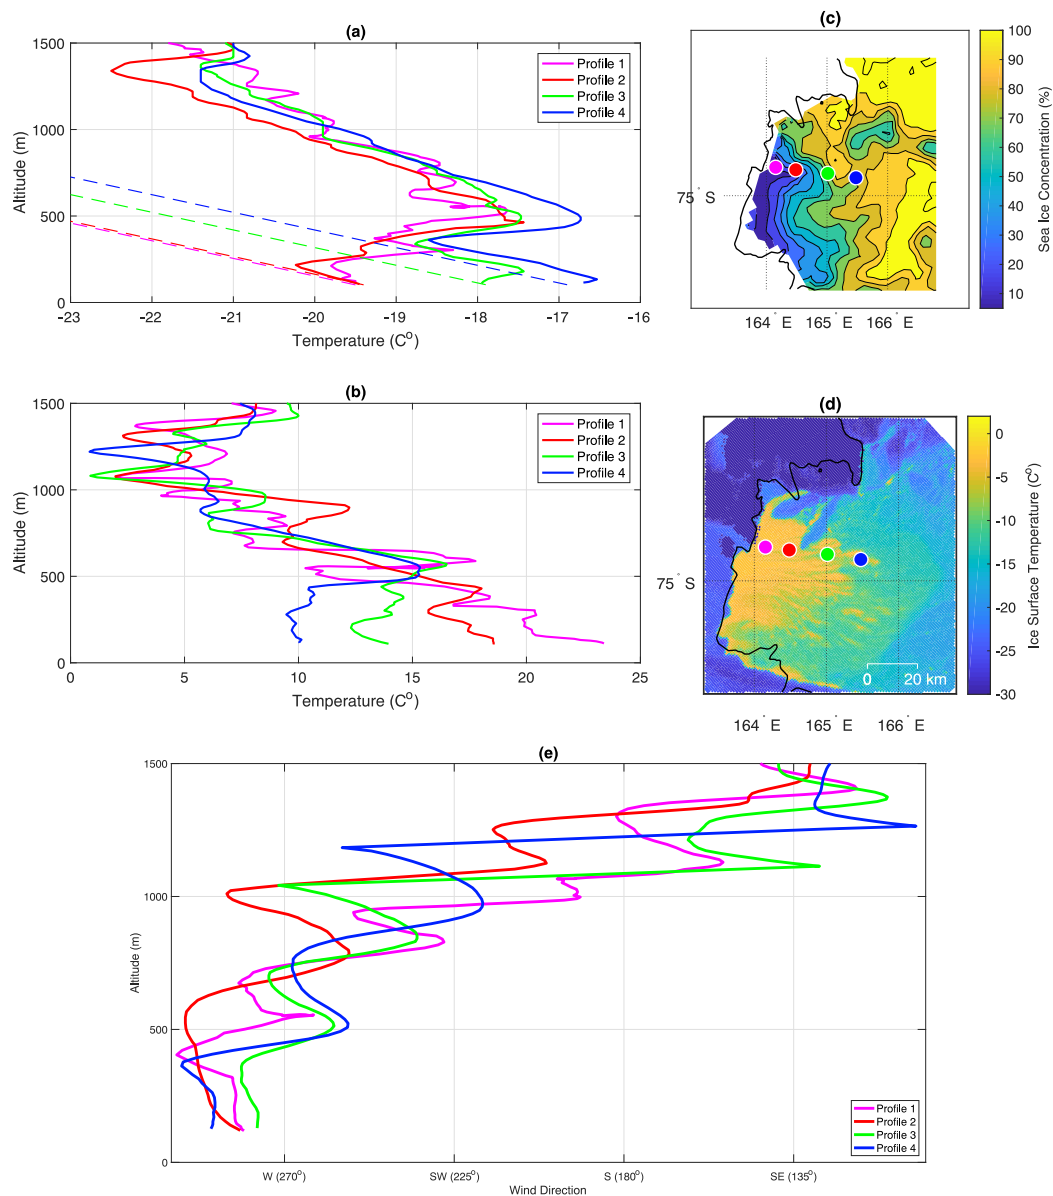 (a)
1500
1000
500
0
Altitude (m)
-23
-22
-21
-20
-19
-18
-17
-16
Temperature (C°)
Profile 1
Profile 2
Profile 3
Profile 4
(c)
75° S
164° E
165° E
166° E
100
90
80
70
60
50
40
30
20
10
Sea Ice Concentration (%)
(b)
1500
1000
500
0
Altitude (m)
0
5
10
15
20
25
Temperature (C°)
Profile 1
Profile 2
Profile 3
Profile 4
(d)
75° S
164° E
165° E
166° E
0 20 km
0
-5
-10
-15
-20
-25
-30
Ice Surface Temperature (C°)
(e)
1500
1000
500
0
Altitude (m)
W (270°)
SW (225°)
S (180°)
SE (135°)
Wind Direction
Profile 1
Profile 2
Profile 3
Profile 4